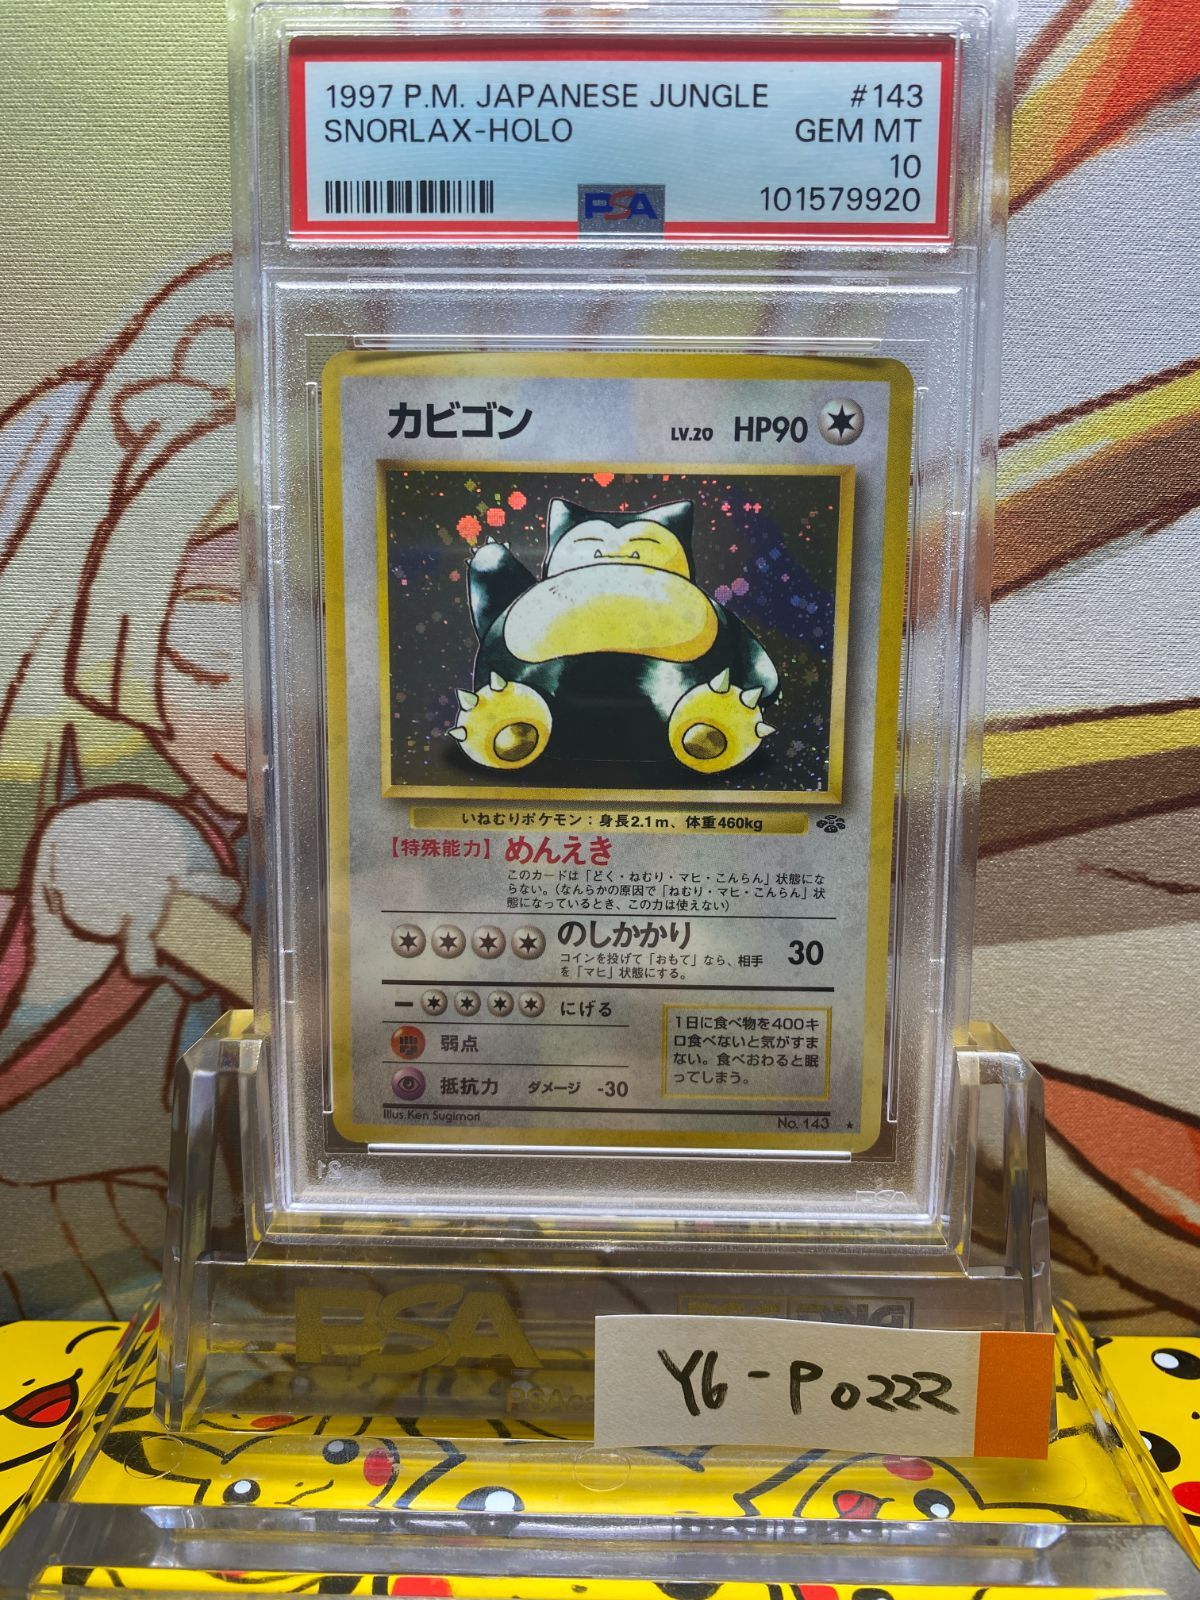 1997 P.M. JAPANESE JUNGLE #143
SNORLAX-HOLO GEM MT
10
PSA 101579920
カビゴン LV.20 HP90
いねむりポケモン：身長2.1m、体重460kg
【特殊能力】めんえき
このカードは「どく・ねむり・マヒ・こんらん」状態にな
らない。（なんらかの原因で「ねむり・マヒ・こんらん」状
態になっているとき、この力は使えない）
のしかかり 30
コインを投げて「おもて」なら、相手
を「マヒ」状態にする。
にげる
弱点
抵抗力 ダメージ -30
1日に食べ物を400キ
ロ食べないと気がすま
ない。食べおわると眠
ってしまう。
Illus. Ken Sugimori
No. 143 ★
PSA
PSA
Y6-P0222